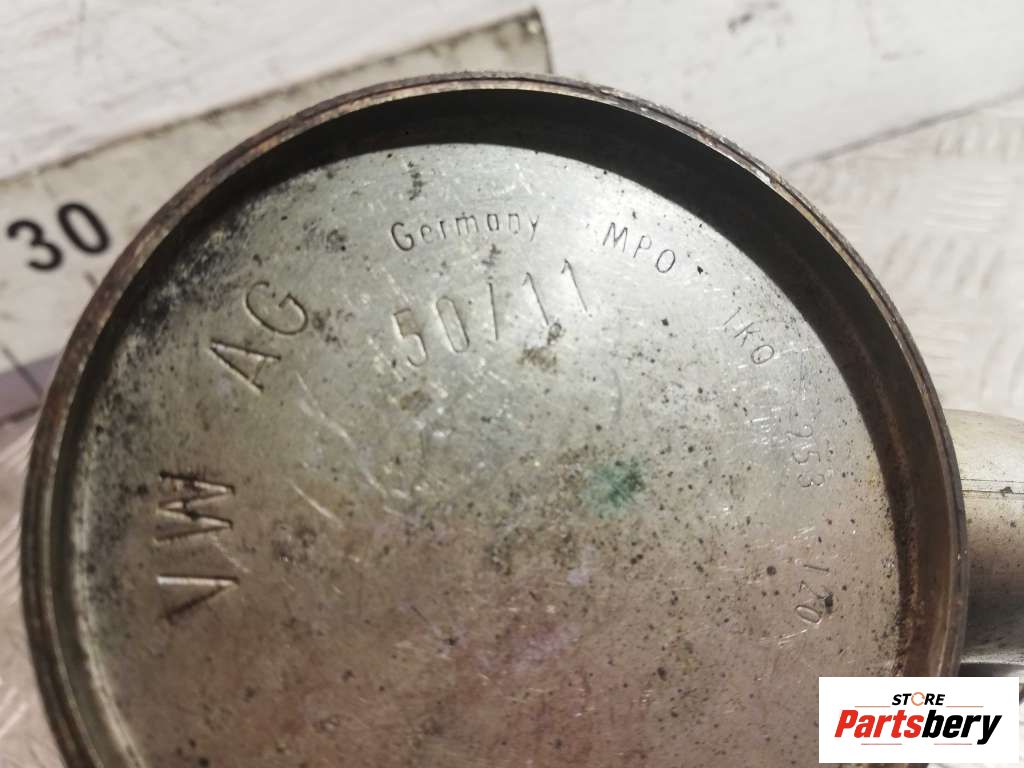 30
VW AG
Germany MPO 1K0 253
50/11
STORE
Partsbery